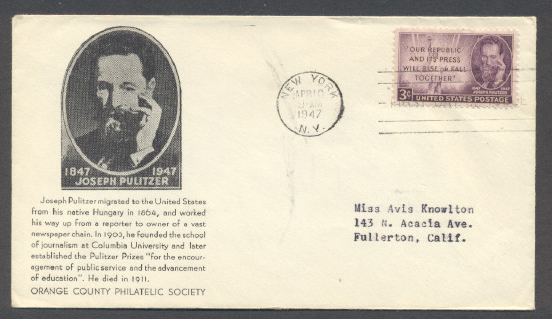 "OUR REPUBLIC
AND ITS PRESS
WILL RISE OR FALL
TOGETHER"
3¢
1847 1947
JOSEPH PULITZER
UNITED STATES POSTAGE
NEW YORK
APR 10
1947
N.Y.
1847 1947
JOSEPH PULITZER
Joseph Pulitzer migrated to the United States
from his native Hungary in 1864, and worked
his way up from a reporter to owner of a vast
newspaper chain. In 1903, he founded the school
of journalism at Columbia University and later
established the Pulitzer Prizes "for the encour-
agement of public service and the advancement
of education". He died in 1911.
ORANGE COUNTY PHILATELIC SOCIETY
Miss Avis Knowlton
143 N. Acacia Ave.
Fullerton, Calif.